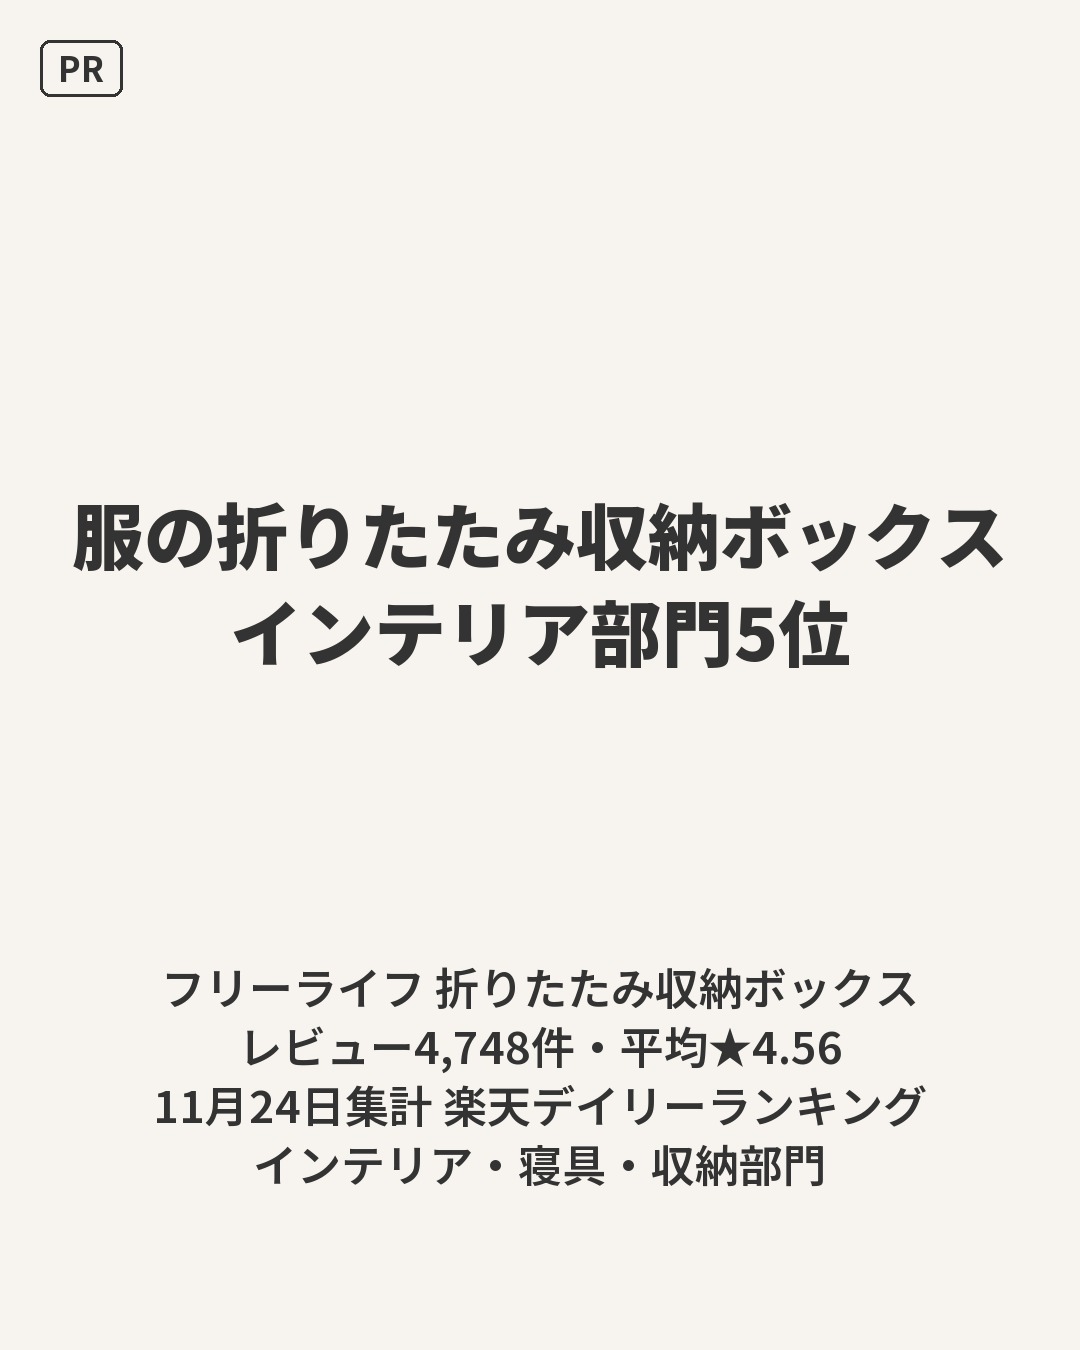 PR
服の折りたたみ収納ボックス
インテリア部門5位
フリーライフ 折りたたみ収納ボックス
レビュー4,748件・平均★4.56
11月24日集計 楽天デイリーランキング
インテリア・寝具・収納部門